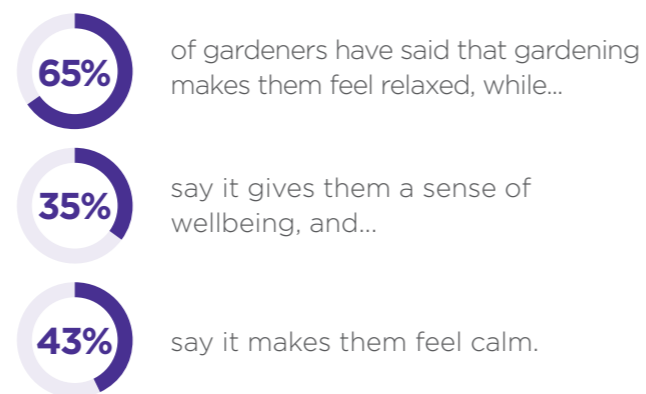 65%
of gardeners have said that gardening
makes them feel relaxed, while...
35%
say it gives them a sense of
wellbeing, and...
43%
say it makes them feel calm.